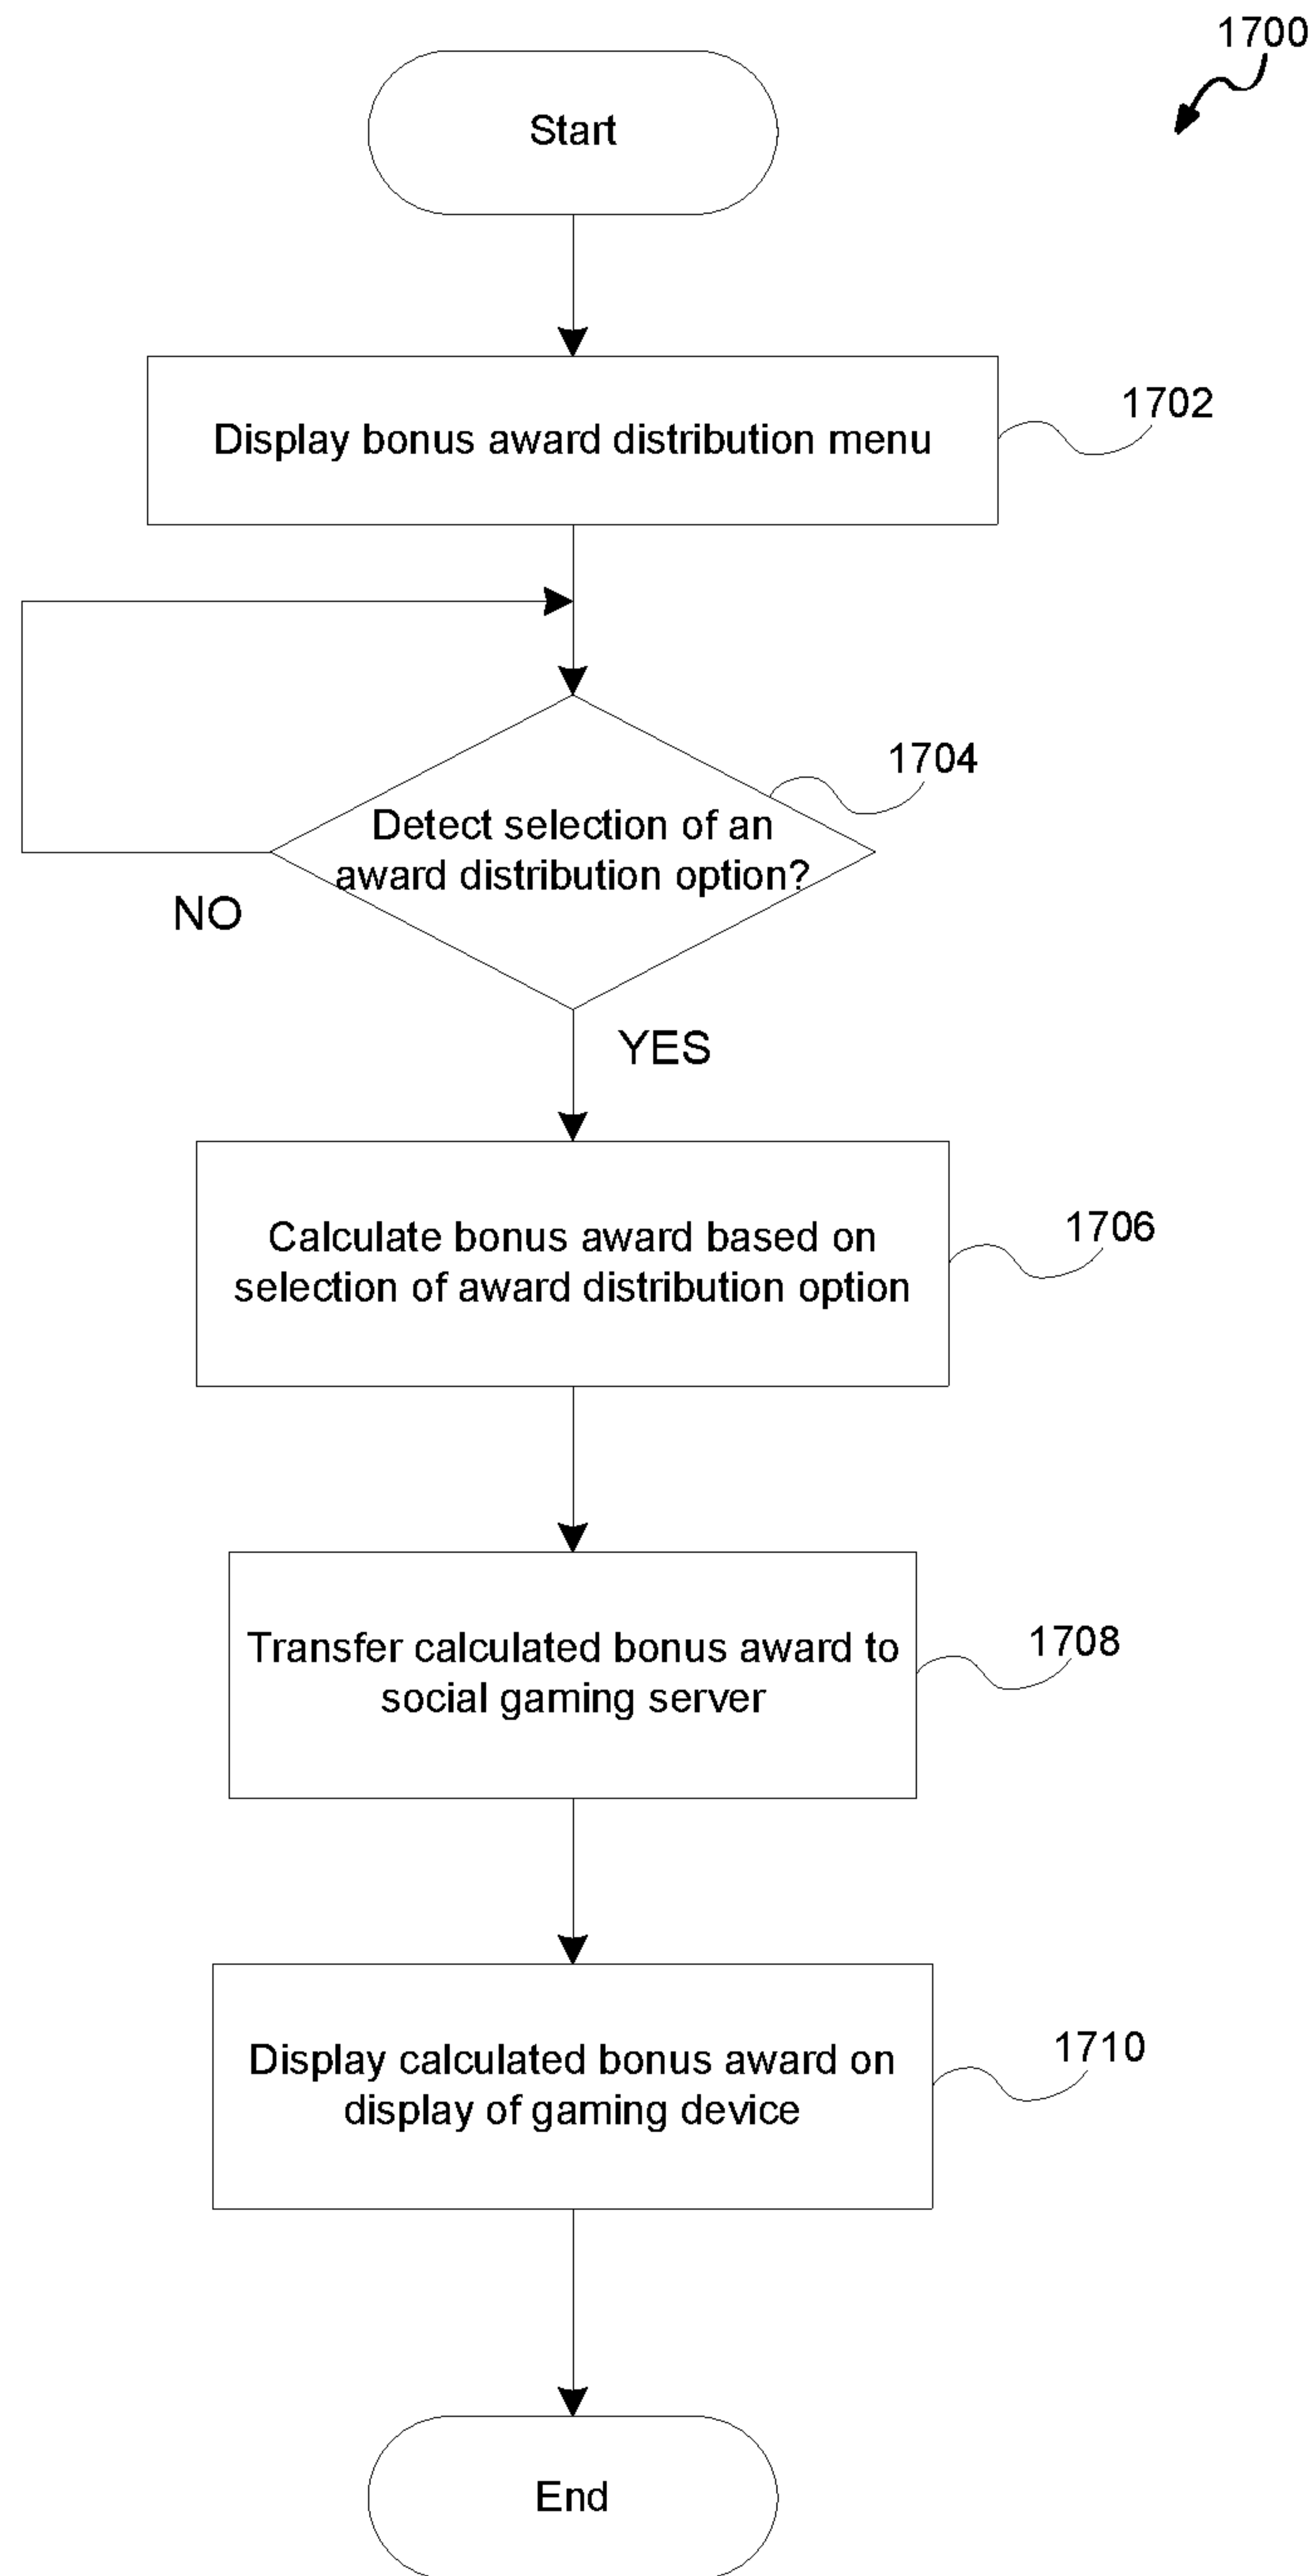 1700
Start
Display bonus award distribution menu
1702
1704
Detect selection of an
award distribution option?
NO
YES
Calculate bonus award based on
selection of award distribution option
1706
Transfer calculated bonus award to
social gaming server
1708
Display calculated bonus award on
display of gaming device
1710
End